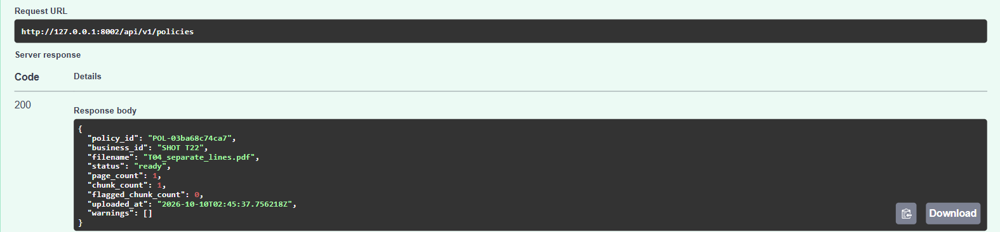 Request URL
http://127.0.0.1:8002/api/v1/policies
Server response
Code Details
200
Response body
{
  "policy_id": "POL-03ba68c74ca7",
  "business_id": "SHOT T22",
  "filename": "T04_separate_lines.pdf",
  "status": "ready",
  "page_count": 1,
  "chunk_count": 1,
  "flagged_chunk_count": 0,
  "uploaded_at": "2026-10-10T02:45:37.756218Z",
  "warnings": []
}
Download